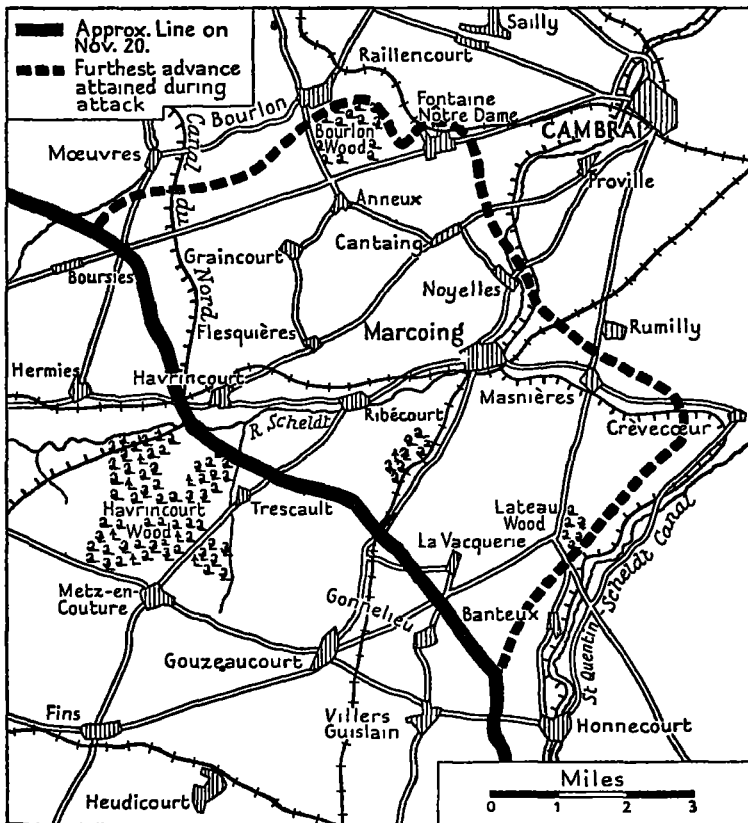 Approx. Line on
Nov. 20.
Furthest advance
attained during
attack
Sailly
Raillencourt
Bourlon
Fontaine
Notre Dame
CAMBRAI
Mœuvres
Canal du Nord
Bourlon
Wood
Proville
Anneux
Cantaing
Graincourt
Boursies
Noyelles
Flesquières
Marcoing
Rumilly
Hermies
Havrincourt
Masnières
Crèvecœur
R Scheldt
Ribécourt
Havrincourt
Wood
Trescault
Lateau
Wood
La Vacquerie
St Quentin-Scheldt Canal
Metz-en-
Couture
Gonnelieu
Banteux
Gouzeaucourt
Fins
Villers
Guislain
Honnecourt
Heudicourt
Miles
0 1 2 3